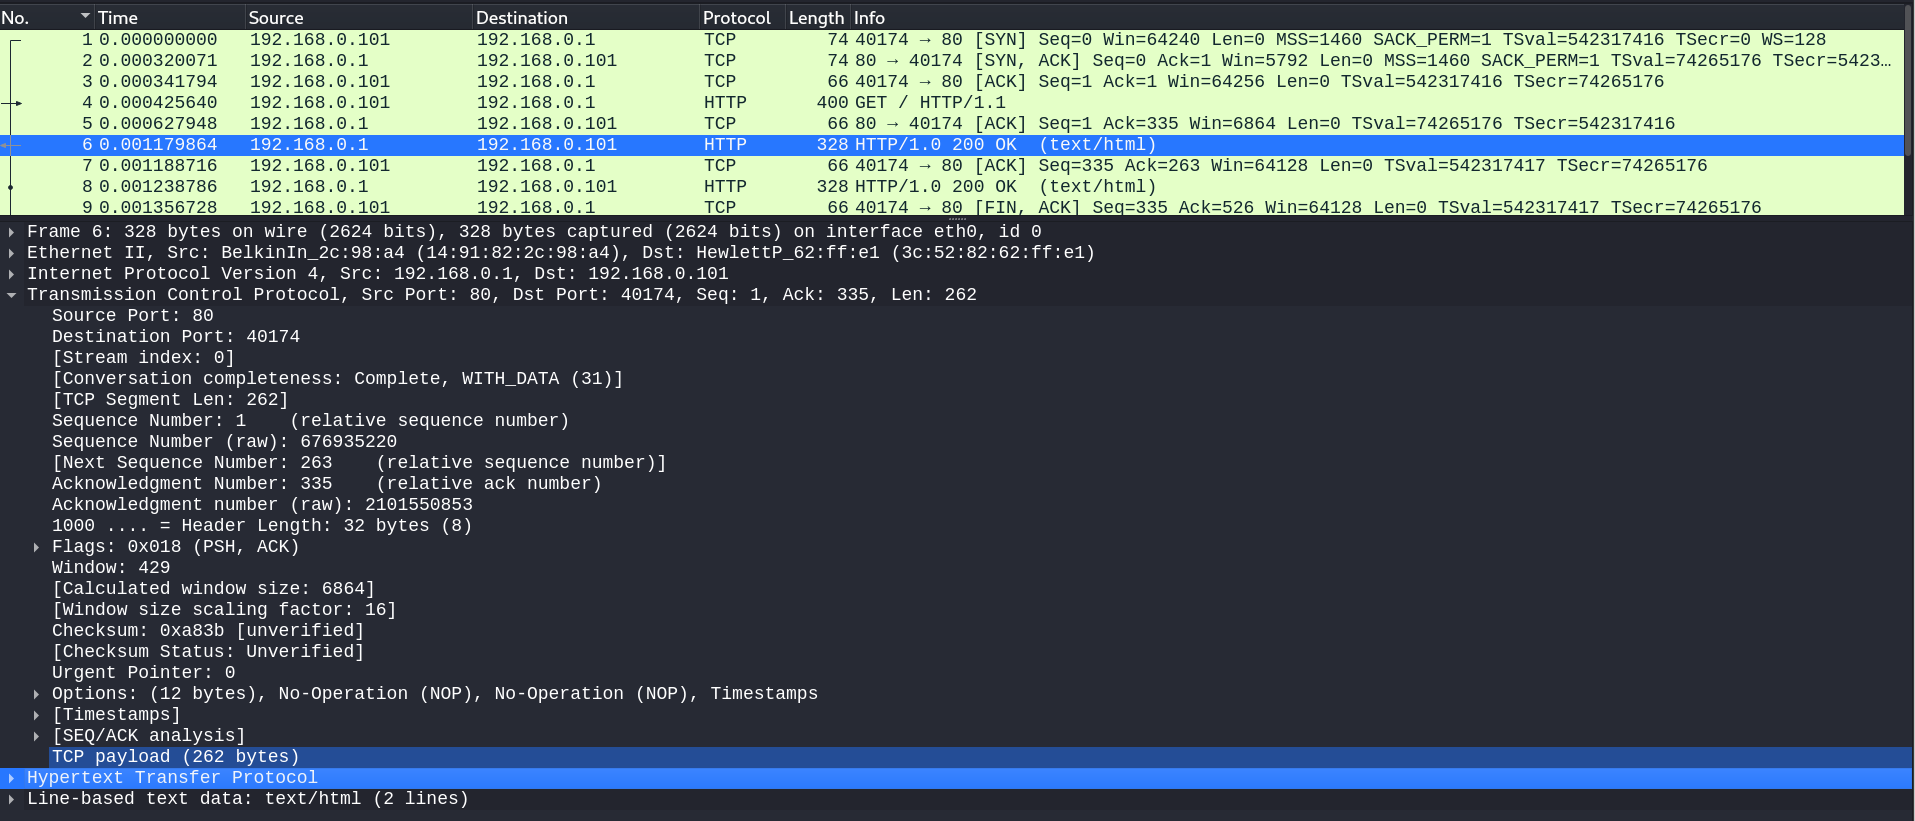 No. Time Source Destination Protocol Length Info
1 0.000000000 192.168.0.101 192.168.0.1 TCP 74 40174 → 80 [SYN] Seq=0 Win=64240 Len=0 MSS=1460 SACK_PERM=1 TSval=542317416 TSecr=0 WS=128
2 0.000320071 192.168.0.1 192.168.0.101 TCP 74 80 → 40174 [SYN, ACK] Seq=0 Ack=1 Win=5792 Len=0 MSS=1460 SACK_PERM=1 TSval=74265176 TSecr=5423…
3 0.000341794 192.168.0.101 192.168.0.1 TCP 66 40174 → 80 [ACK] Seq=1 Ack=1 Win=64256 Len=0 TSval=542317416 TSecr=74265176
4 0.000425640 192.168.0.101 192.168.0.1 HTTP 400 GET / HTTP/1.1
5 0.000627948 192.168.0.1 192.168.0.101 TCP 66 80 → 40174 [ACK] Seq=1 Ack=335 Win=6864 Len=0 TSval=74265176 TSecr=542317416
6 0.001179864 192.168.0.1 192.168.0.101 HTTP 328 HTTP/1.0 200 OK (text/html)
7 0.001188716 192.168.0.101 192.168.0.1 TCP 66 40174 → 80 [ACK] Seq=335 Ack=263 Win=64128 Len=0 TSval=542317417 TSecr=74265176
8 0.001238786 192.168.0.1 192.168.0.101 HTTP 328 HTTP/1.0 200 OK (text/html)
9 0.001356728 192.168.0.101 192.168.0.1 TCP 66 40174 → 80 [FIN, ACK] Seq=335 Ack=526 Win=64128 Len=0 TSval=542317417 TSecr=74265176
Frame 6: 328 bytes on wire (2624 bits), 328 bytes captured (2624 bits) on interface eth0, id 0
Ethernet II, Src: BelkinIn_2c:98:a4 (14:91:82:2c:98:a4), Dst: HewlettP_62:ff:e1 (3c:52:82:62:ff:e1)
Internet Protocol Version 4, Src: 192.168.0.1, Dst: 192.168.0.101
Transmission Control Protocol, Src Port: 80, Dst Port: 40174, Seq: 1, Ack: 335, Len: 262
Source Port: 80
Destination Port: 40174
[Stream index: 0]
[Conversation completeness: Complete, WITH_DATA (31)]
[TCP Segment Len: 262]
Sequence Number: 1 (relative sequence number)
Sequence Number (raw): 676935220
[Next Sequence Number: 263 (relative sequence number)]
Acknowledgment Number: 335 (relative ack number)
Acknowledgment number (raw): 2101550853
1000 .... = Header Length: 32 bytes (8)
Flags: 0x018 (PSH, ACK)
Window: 429
[Calculated window size: 6864]
[Window size scaling factor: 16]
Checksum: 0xa83b [unverified]
[Checksum Status: Unverified]
Urgent Pointer: 0
Options: (12 bytes), No-Operation (NOP), No-Operation (NOP), Timestamps
[Timestamps]
[SEQ/ACK analysis]
TCP payload (262 bytes)
Hypertext Transfer Protocol
Line-based text data: text/html (2 lines)